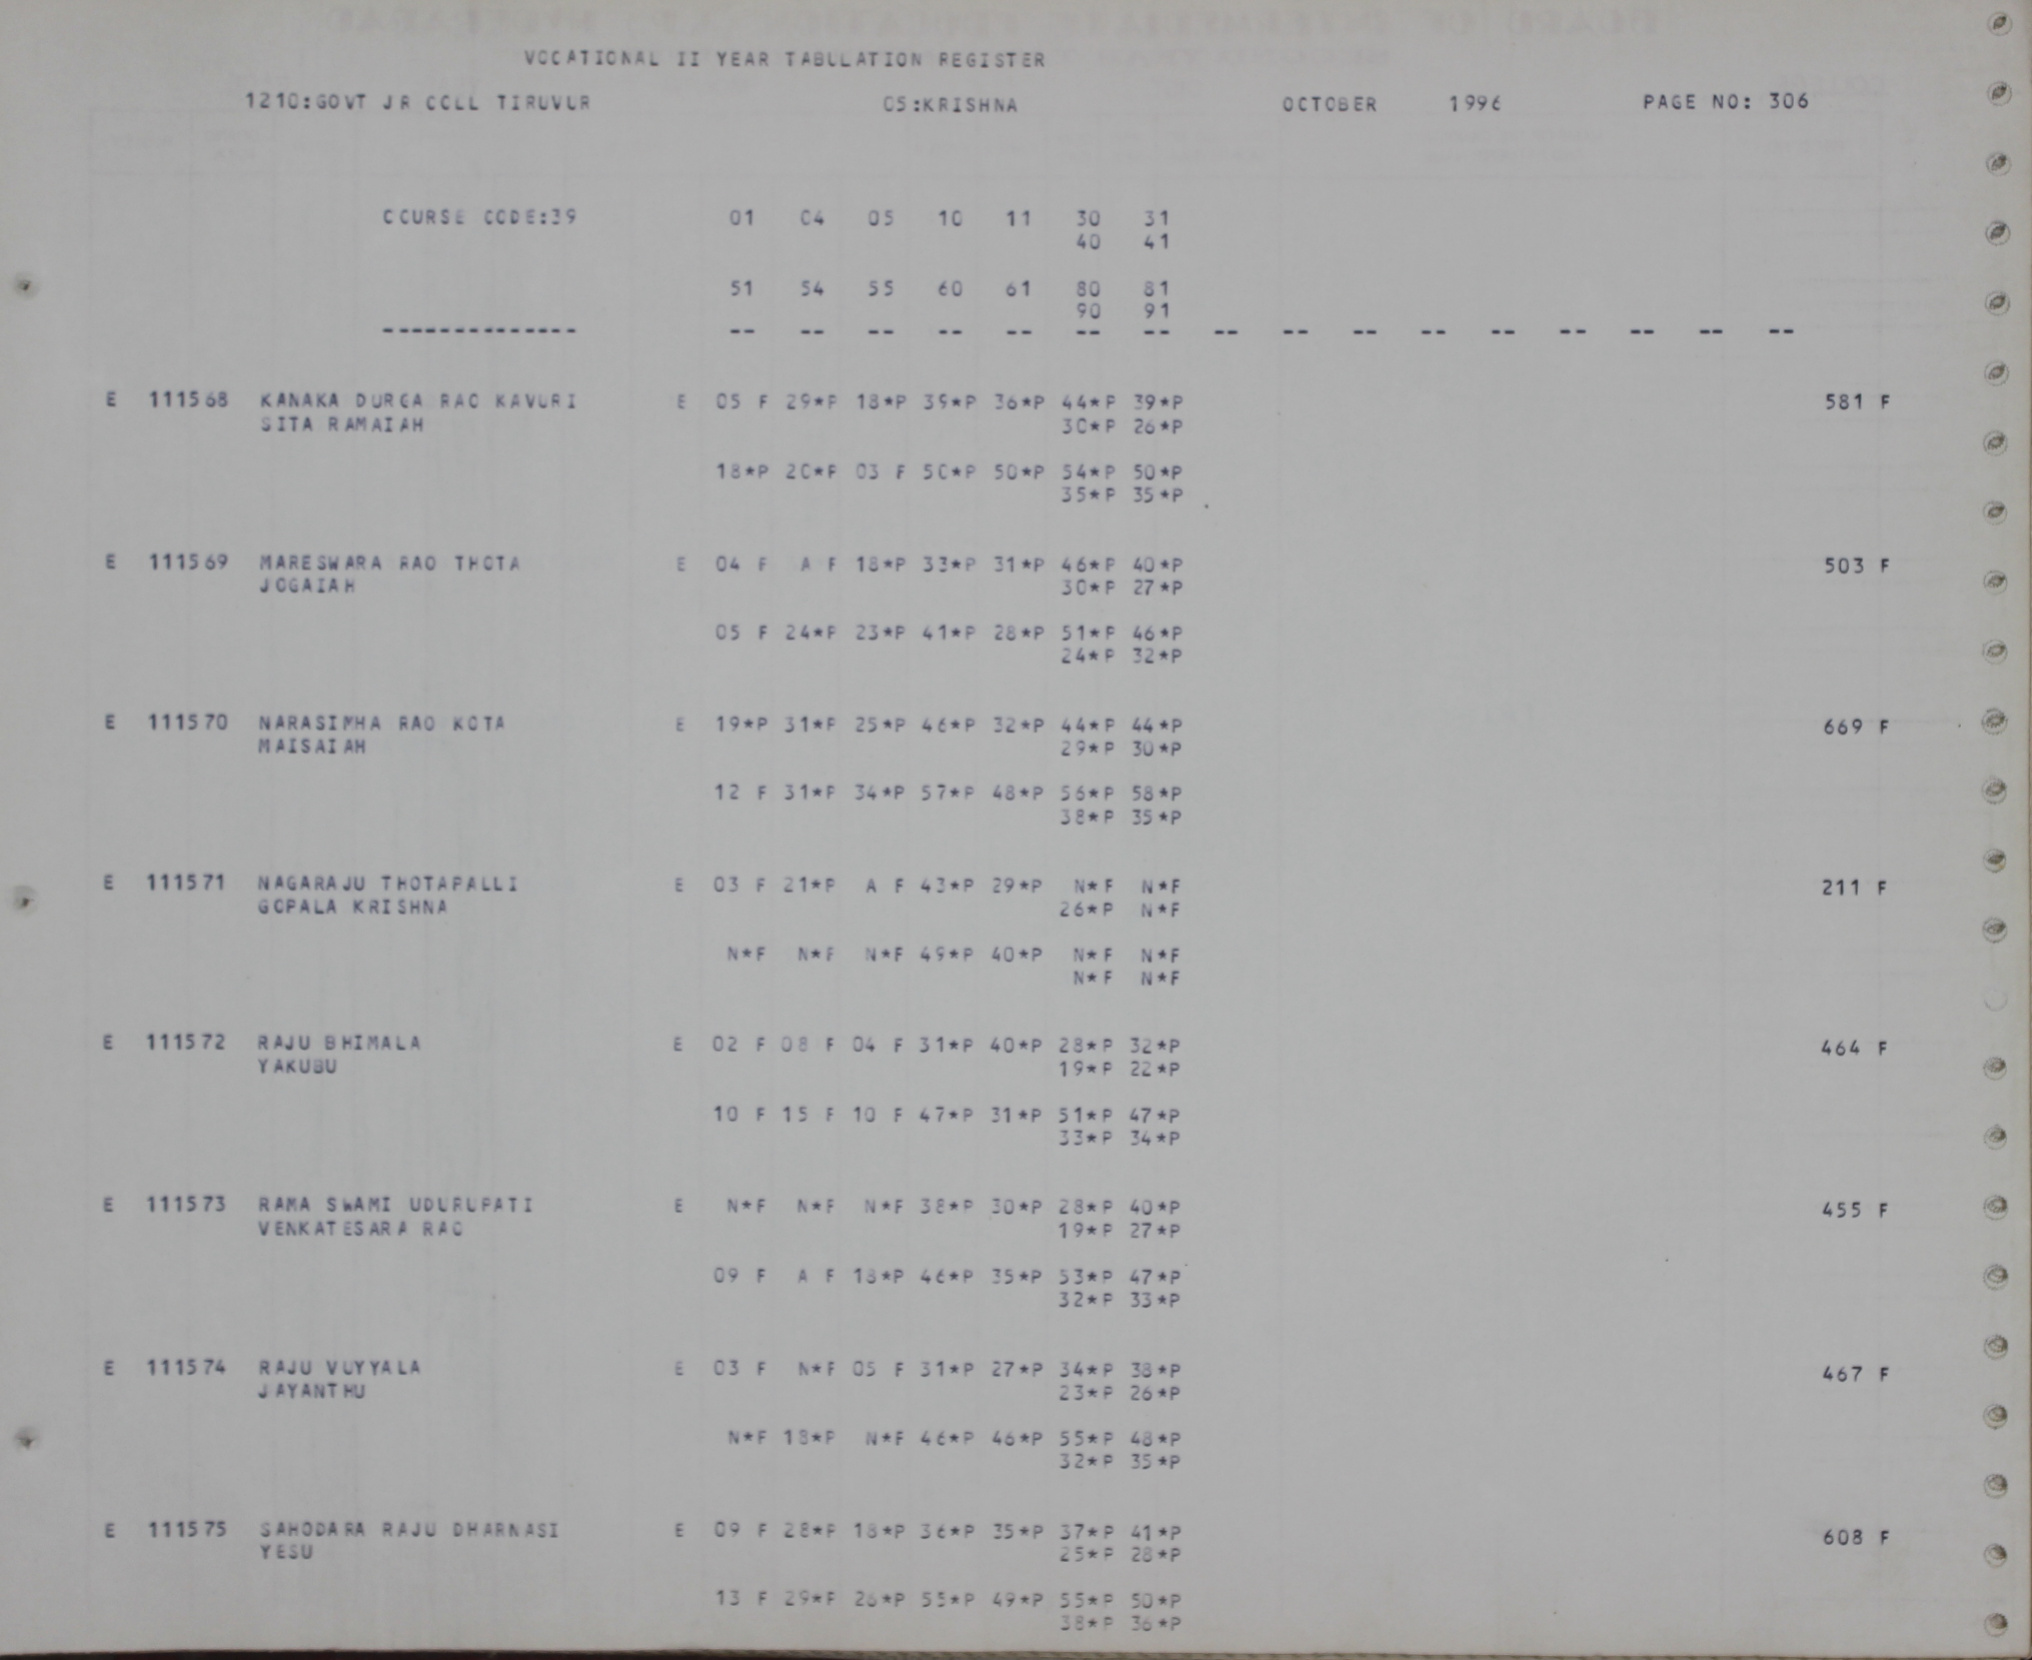 VOCATIONAL II YEAR TABULATION REGISTER
1210:GOVT JR COLL TIRUVUR 05:KRISHNA OCTOBER 1996 PAGE NO: 306
COURSE CODE:39 01 04 05 10 11 30 31
40 41
51 54 55 60 61 80 81
90 91
-------------- -- -- -- -- -- -- -- -- -- -- -- -- -- -- -- --
E 111568 KANAKA DURGA RAO KAVURI E 05 F 29*P 18*P 39*P 36*P 44*P 39*P 581 F
SITA RAMAIAH 30*P 26*P
18*P 20*P 03 F 50*P 50*P 54*P 50*P
35*P 35*P
E 111569 MARESWARA RAO THOTA E 04 F A F 18*P 33*P 31*P 46*P 40*P 503 F
JOGAIAH 30*P 27*P
05 F 24*P 23*P 41*P 28*P 51*P 46*P
24*P 32*P
E 111570 NARASIMHA RAO KOTA E 19*P 31*P 25*P 46*P 32*P 44*P 44*P 669 F
MAISAIAH 29*P 30*P
12 F 31*P 34*P 57*P 48*P 56*P 58*P
38*P 35*P
E 111571 NAGARAJU THOTAPALLI E 03 F 21*P A F 43*P 29*P N*F N*F 211 F
GOPALA KRISHNA 26*P N*F
N*F N*F N*F 49*P 40*P N*F N*F
N*F N*F
E 111572 RAJU BHIMALA E 02 F 08 F 04 F 31*P 40*P 28*P 32*P 464 F
YAKUBU 19*P 22*P
10 F 15 F 10 F 47*P 31*P 51*P 47*P
33*P 34*P
E 111573 RAMA SWAMI UDURUPATI E N*F N*F N*F 38*P 30*P 28*P 40*P 455 F
VENKATESARA RAO 19*P 27*P
09 F A F 18*P 46*P 35*P 53*P 47*P
32*P 33*P
E 111574 RAJU VUYYALA E 03 F N*F 05 F 31*P 27*P 34*P 38*P 467 F
JAYANTHU 23*P 26*P
N*F 18*P N*F 46*P 46*P 55*P 48*P
32*P 35*P
E 111575 SAHODARA RAJU DHARNASI E 09 F 28*P 18*P 36*P 35*P 37*P 41*P 608 F
YESU 25*P 28*P
13 F 29*P 26*P 55*P 49*P 55*P 50*P
38*P 36*P